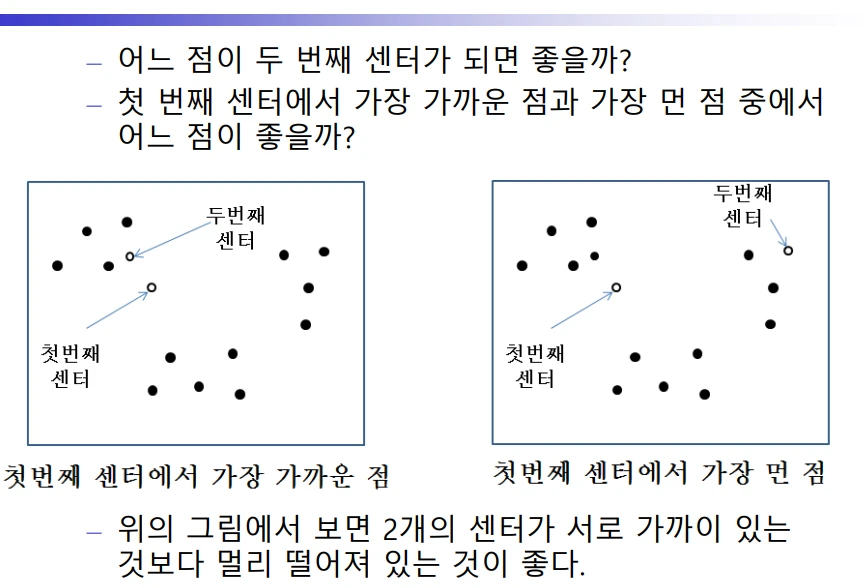 – 어느 점이 두 번째 센터가 되면 좋을까?
– 첫 번째 센터에서 가장 가까운 점과 가장 먼 점 중에서
어느 점이 좋을까?
두번째
센터
첫번째
센터
첫번째 센터에서 가장 가까운 점
두번째
센터
첫번째
센터
첫번째 센터에서 가장 먼 점
– 위의 그림에서 보면 2개의 센터가 서로 가까이 있는
것보다 멀리 떨어져 있는 것이 좋다.